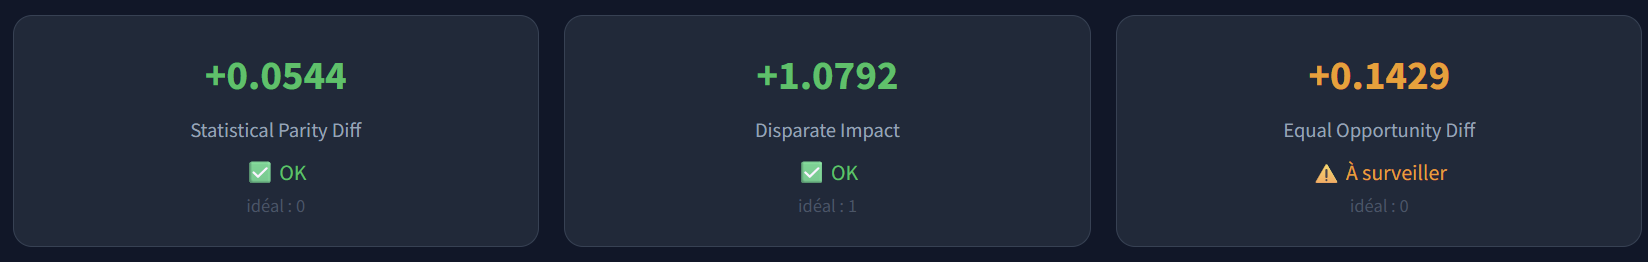 +0.0544
Statistical Parity Diff
✅ OK
idéal : 0
+1.0792
Disparate Impact
✅ OK
idéal : 1
+0.1429
Equal Opportunity Diff
⚠️ À surveiller
idéal : 0